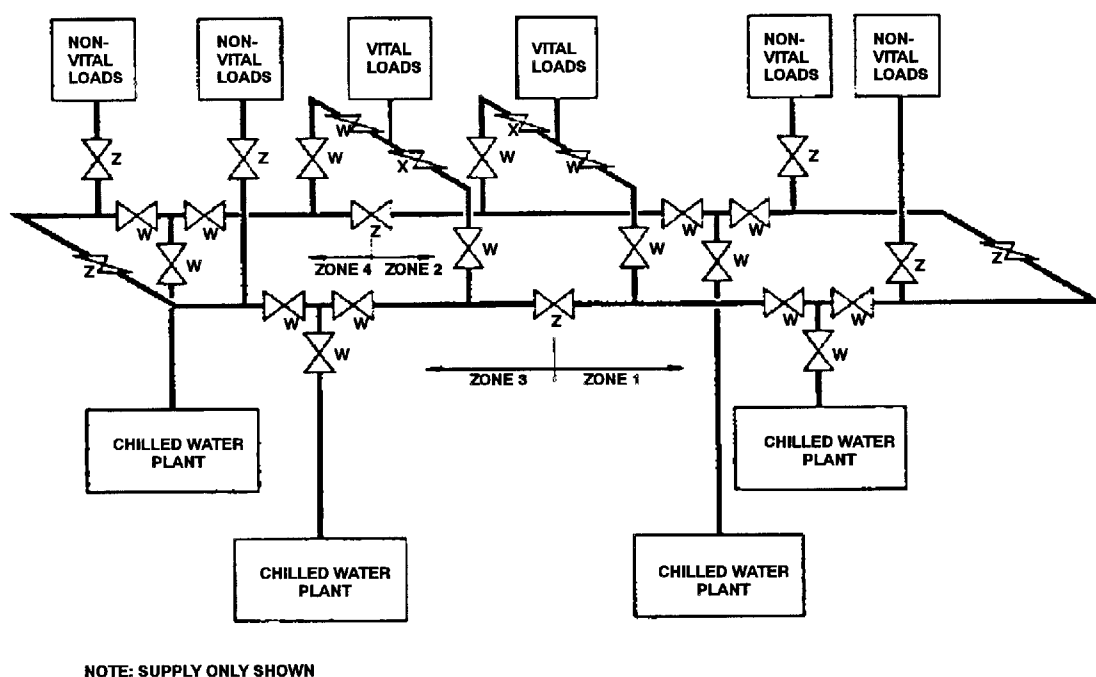 NON-
VITAL
LOADS
NON-
VITAL
LOADS
VITAL
LOADS
VITAL
LOADS
NON-
VITAL
LOADS
NON-
VITAL
LOADS
W
X
X
W
Z
Z
W
W
Z
Z
W
W
Z
W
W
Z
W
W
W
W
Z
Z
ZONE 4
ZONE 2
W
W
Z
W
W
W
W
ZONE 3
ZONE 1
CHILLED WATER
PLANT
CHILLED WATER
PLANT
CHILLED WATER
PLANT
CHILLED WATER
PLANT
NOTE: SUPPLY ONLY SHOWN